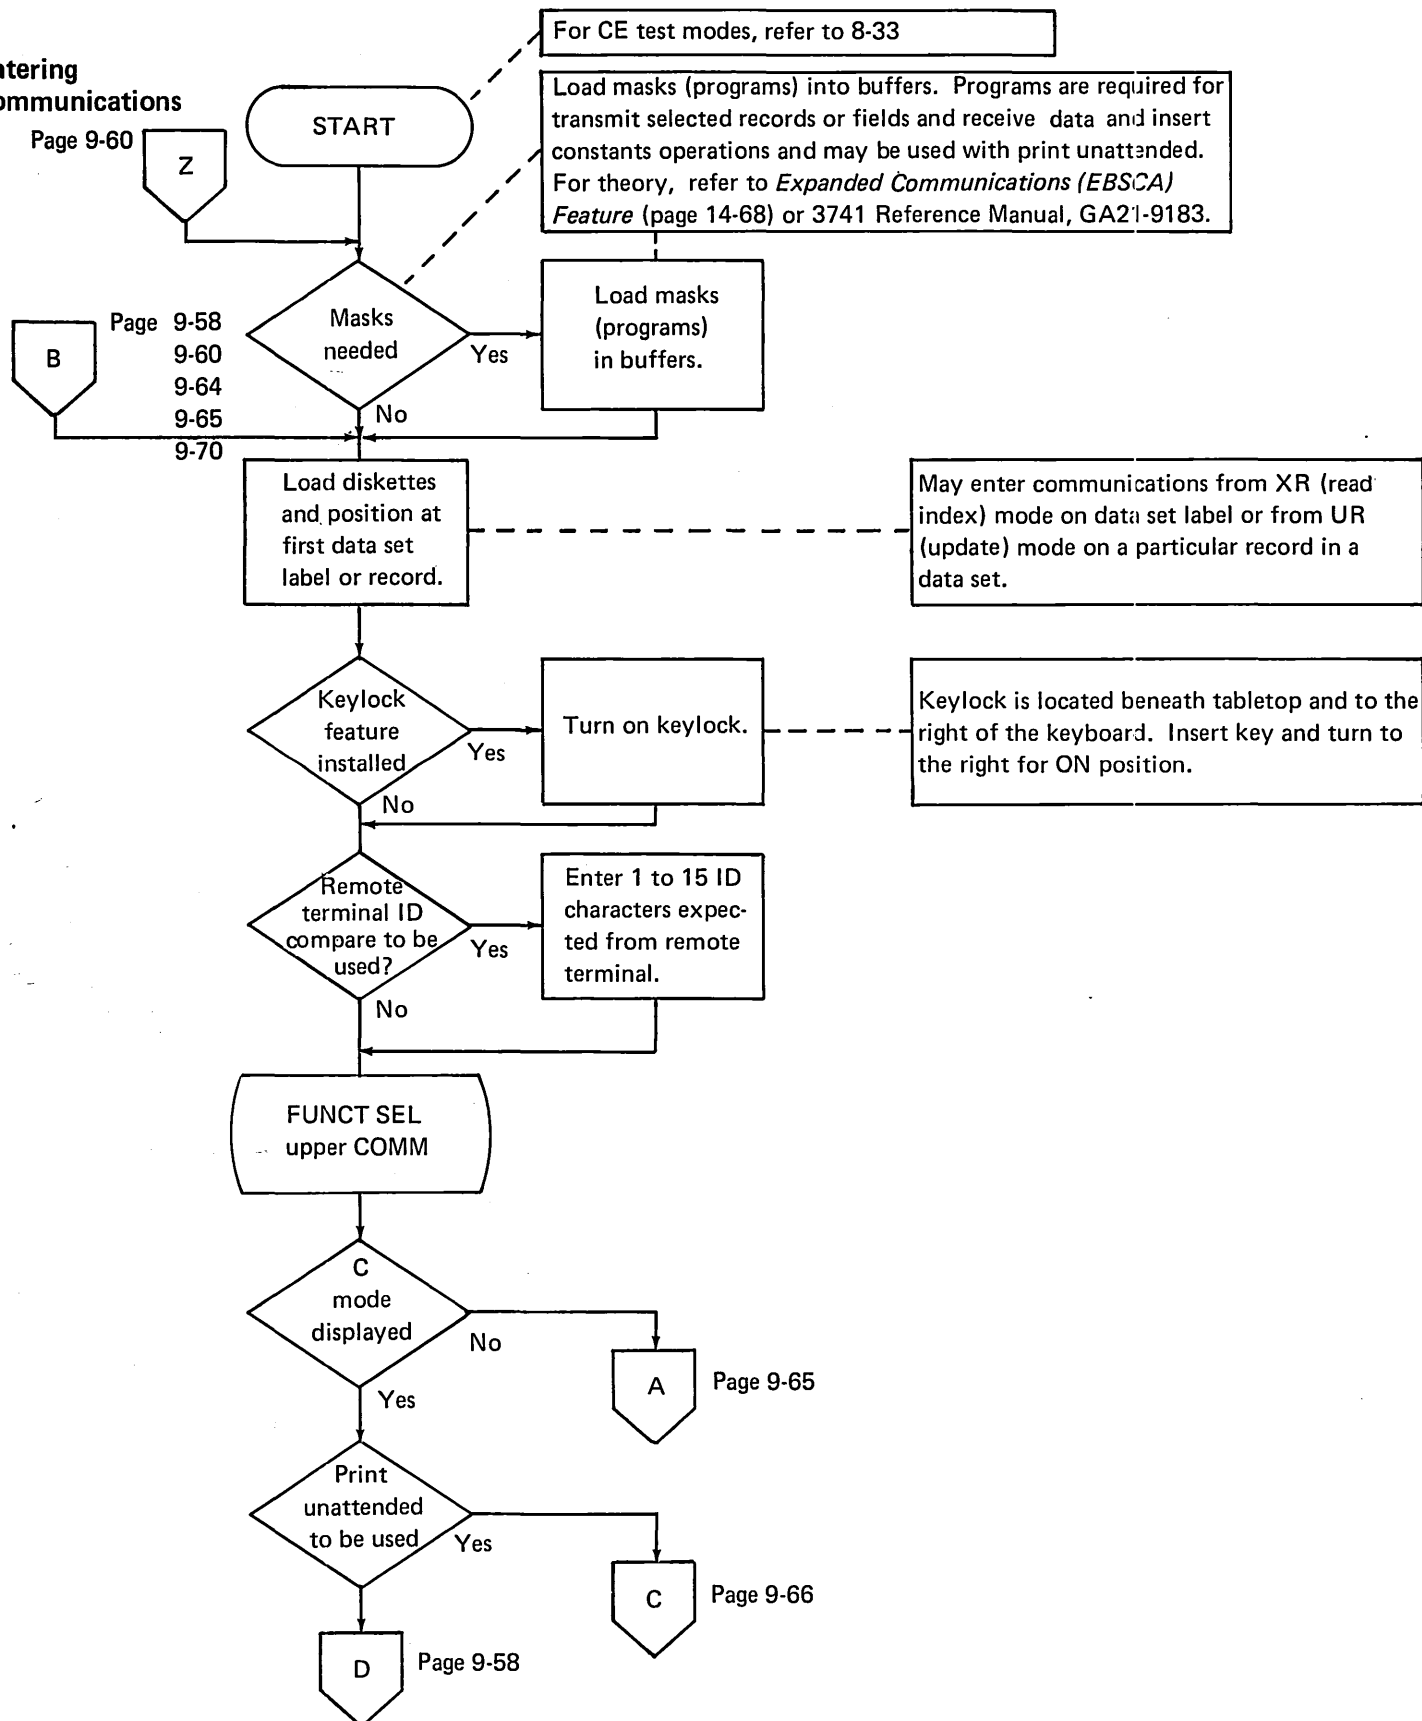 For CE test modes, refer to 8-33
ntering
ommunications
Page 9-60
Z
START
Load masks (programs) into buffers. Programs are required for
transmit selected records or fields and receive data and insert
constants operations and may be used with print unattended.
For theory, refer to Expanded Communications (EBSCA)
Feature (page 14-68) or 3741 Reference Manual, GA21-9183.
Masks
needed
Yes
No
Load masks
(programs)
in buffers.
B
Page 9-58
9-60
9-64
9-65
9-70
Load diskettes
and position at
first data set
label or record.
May enter communications from XR (read
index) mode on data set label or from UR
(update) mode on a particular record in a
data set.
Keylock
feature
installed
Yes
No
Turn on keylock.
Keylock is located beneath tabletop and to the
right of the keyboard. Insert key and turn to
the right for ON position.
Remote
terminal ID
compare to be
used?
Yes
No
Enter 1 to 15 ID
characters expec-
ted from remote
terminal.
FUNCT SEL
upper COMM
C
mode
displayed
No
Yes
A
Page 9-65
Print
unattended
to be used
Yes
C
Page 9-66
D
Page 9-58